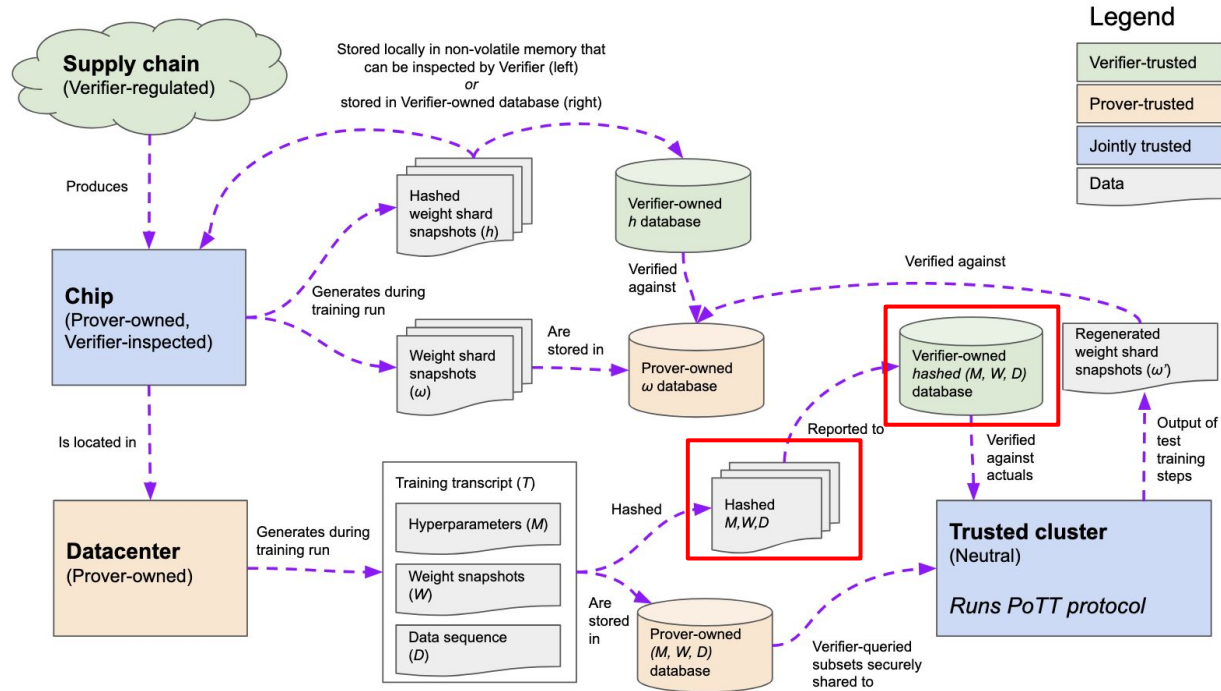 Supply chain
(Verifier-regulated)
Stored locally in non-volatile memory that
can be inspected by Verifier (left)
or
stored in Verifier-owned database (right)
Legend
Verifier-trusted
Prover-trusted
Jointly trusted
Data
Produces
Hashed
weight shard
snapshots (h)
Verifier-owned
h database
Chip
(Prover-owned,
Verifier-inspected)
Generates during
training run
Verified
against
Verified against
Weight shard
snapshots (ω)
Are
stored in
Prover-owned
ω database
Verifier-owned
hashed (M, W, D)
database
Regenerated
weight shard
snapshots (ω’)
Is located in
Reported to
Verified
against
actuals
Output of
test
training
steps
Datacenter
(Prover-owned)
Generates during
training run
Training transcript (T)
Hyperparameters (M)
Weight snapshots
(W)
Data sequence
(D)
Hashed
Hashed
M,W,D
Are
stored
in
Prover-owned
(M, W, D)
database
Verifier-queried
subsets securely
shared to
Trusted cluster
(Neutral)
Runs PoTT protocol